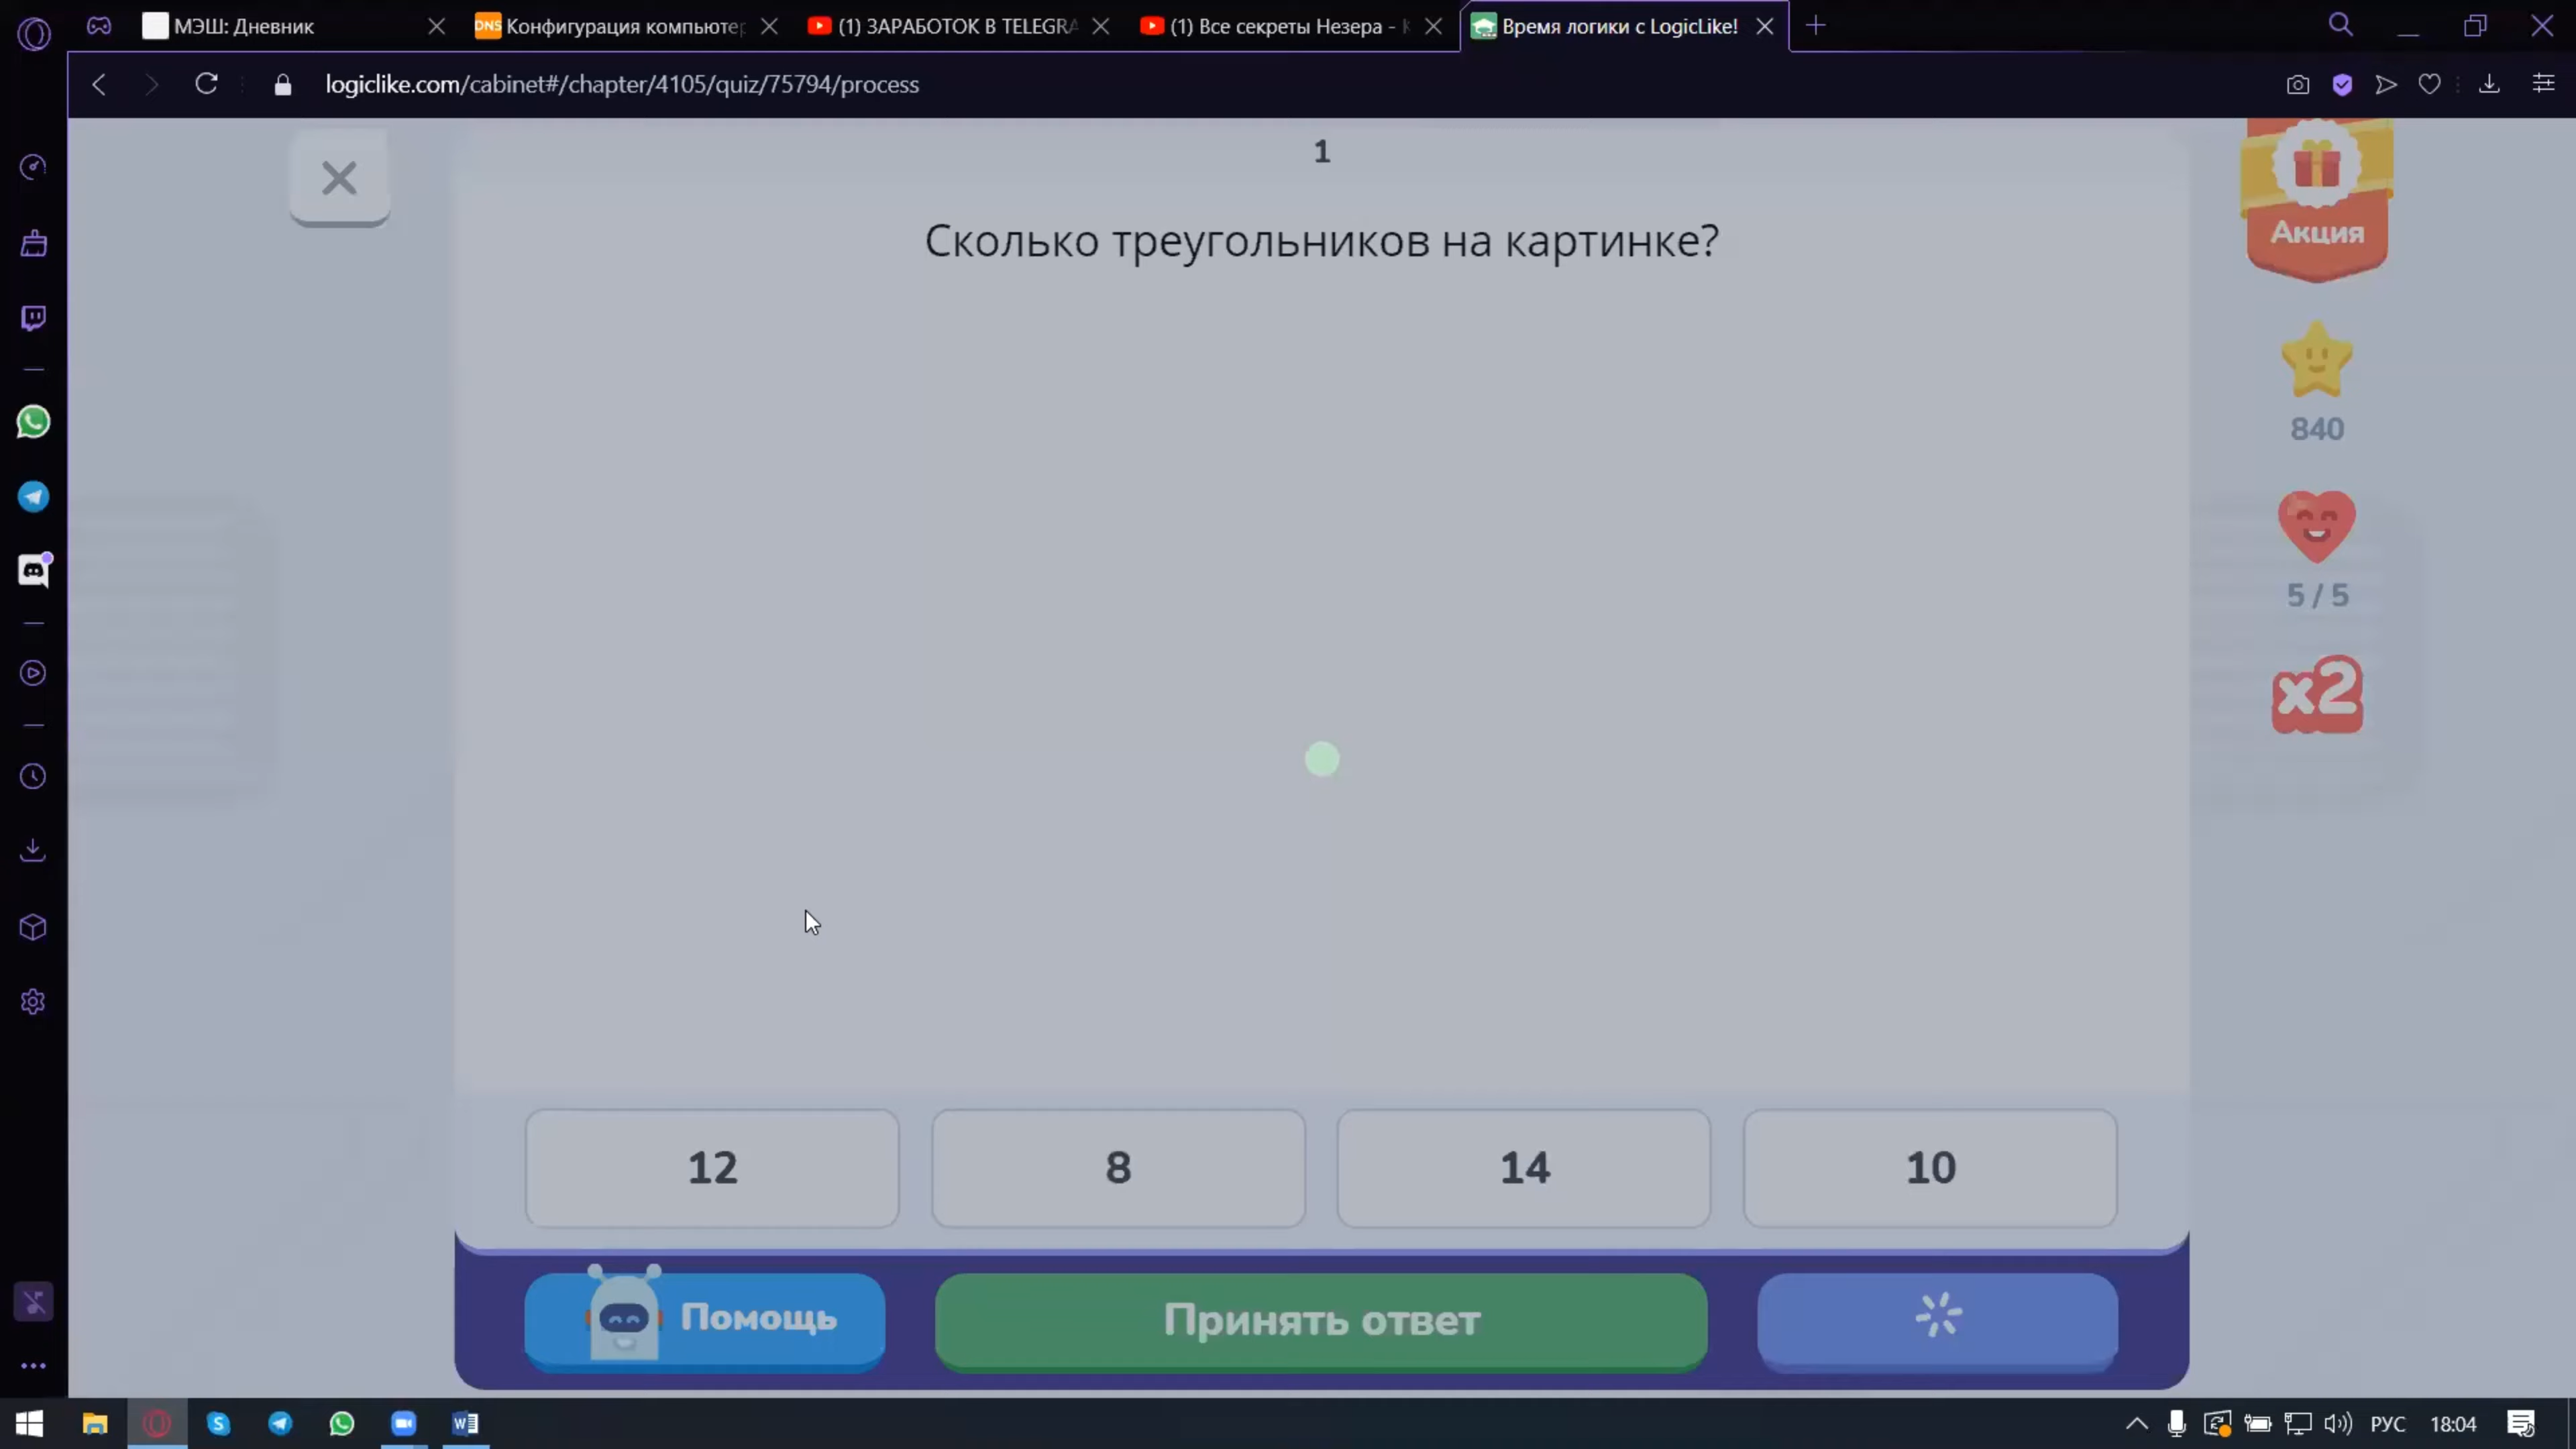 МЭШ: Дневник
DNS Конфигурация компьютер
(1) ЗАРАБОТОК В TELEGRA
(1) Все секреты Незера -
Время логики с LogicLike!
logiclike.com/cabinet#/chapter/4105/quiz/75794/process
1
Сколько треугольников на картинке?
Акция
840
5 / 5
x2
12
8
14
10
Помощь
Принять ответ
РУС
18:04